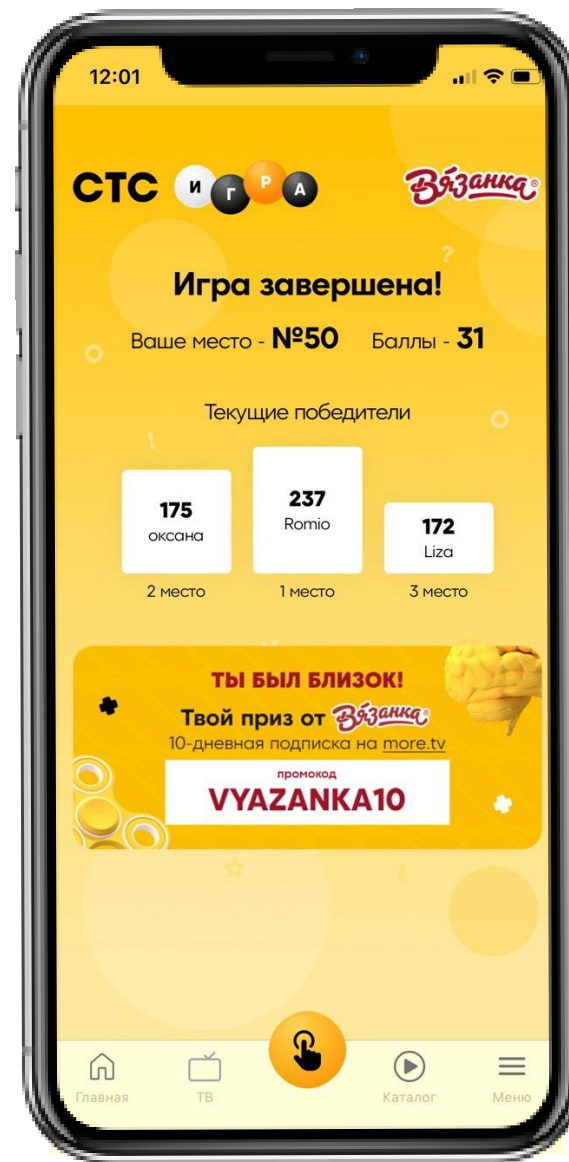 12:01
СТС ИГРА
Вязанка®
Игра завершена!
Ваше место - №50 Баллы - 31
Текущие победители
175
оксана
237
Romio
172
Liza
2 место
1 место
3 место
ТЫ БЫЛ БЛИЗОК!
Твой приз от Вязанка®
10-дневная подписка на more.tv
промокод
VYAZANKA10
Главная
ТВ
Каталог
Меню